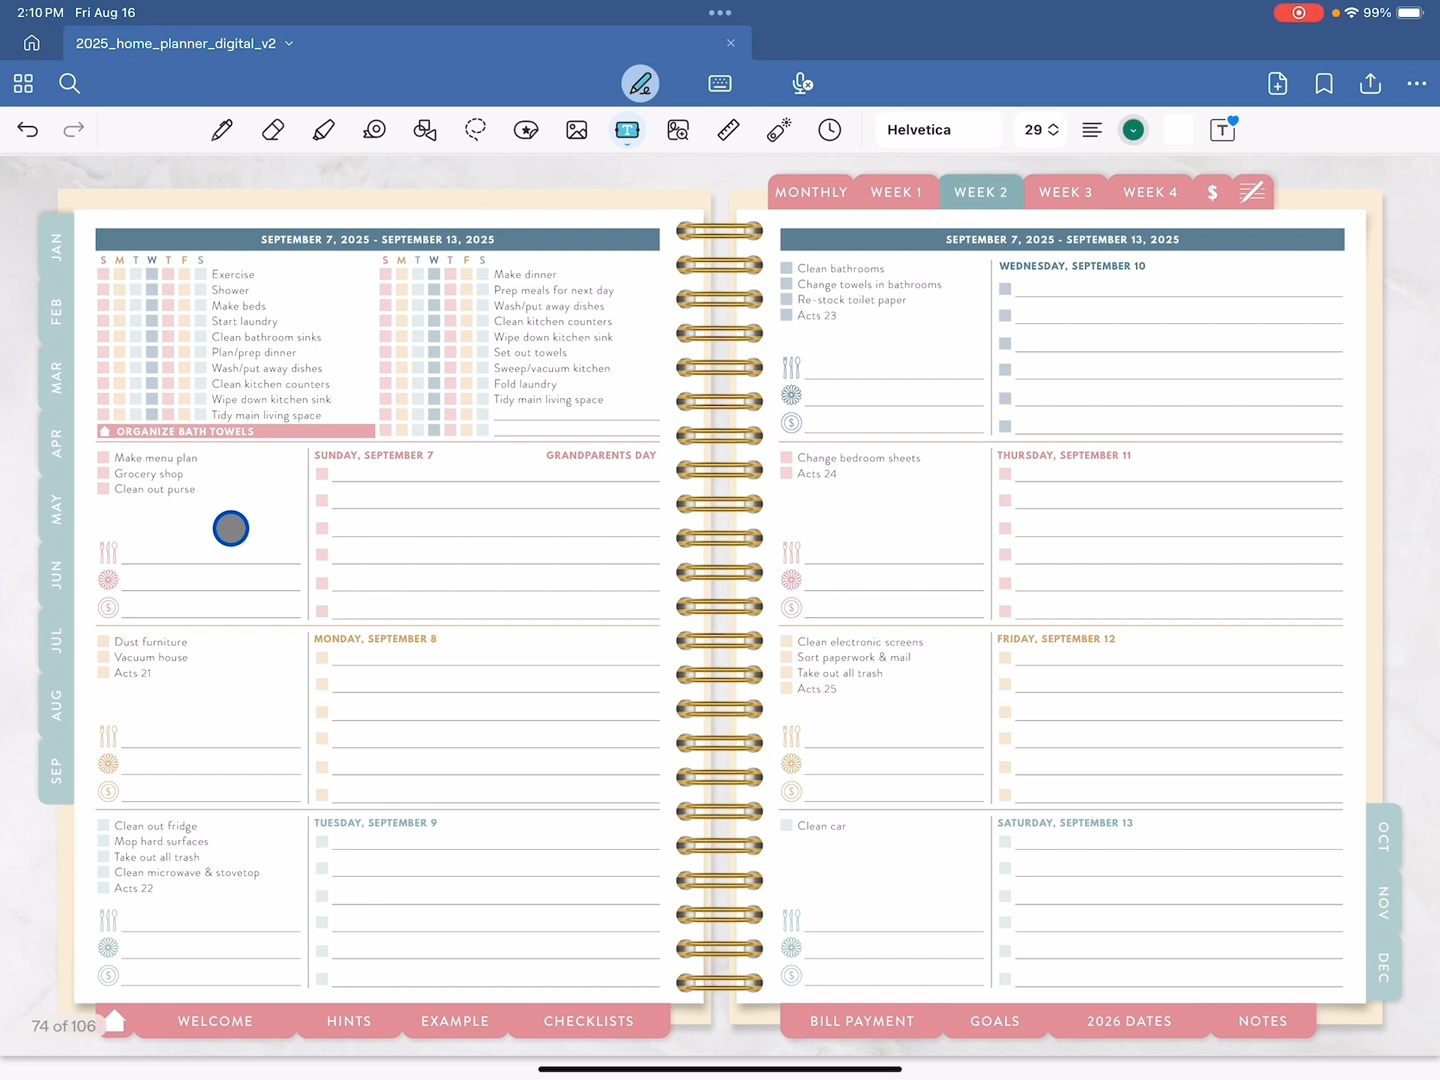 2:10 PM Fri Aug 16
99%
2025_home_planner_digital_v2
Helvetica
29
MONTHLY
WEEK 1
WEEK 2
WEEK 3
WEEK 4
$
JAN
FEB
MAR
APR
MAY
JUN
JUL
AUG
SEP
SEPTEMBER 7, 2025 - SEPTEMBER 13, 2025
S M T W T F S
Exercise
Shower
Make beds
Start laundry
Clean bathroom sinks
Plan/prep dinner
Wash/put away dishes
Clean kitchen counters
Wipe down kitchen sink
Tidy main living space
ORGANIZE BATH TOWELS
S M T W T F S
Make dinner
Prep meals for next day
Wash/put away dishes
Clean kitchen counters
Wipe down kitchen sink
Set out towels
Sweep/vacuum kitchen
Fold laundry
Tidy main living space
Make menu plan
Grocery shop
Clean out purse
$
SUNDAY, SEPTEMBER 7
GRANDPARENTS DAY
Dust furniture
Vacuum house
Acts 21
$
MONDAY, SEPTEMBER 8
Clean out fridge
Mop hard surfaces
Take out all trash
Clean microwave & stovetop
Acts 22
$
TUESDAY, SEPTEMBER 9
SEPTEMBER 7, 2025 - SEPTEMBER 13, 2025
Clean bathrooms
Change towels in bathrooms
Re-stock toilet paper
Acts 23
$
WEDNESDAY, SEPTEMBER 10
Change bedroom sheets
Acts 24
$
THURSDAY, SEPTEMBER 11
Clean electronic screens
Sort paperwork & mail
Take out all trash
Acts 25
$
FRIDAY, SEPTEMBER 12
Clean car
$
SATURDAY, SEPTEMBER 13
OCT
NOV
DEC
74 of 106
WELCOME
HINTS
EXAMPLE
CHECKLISTS
BILL PAYMENT
GOALS
2026 DATES
NOTES